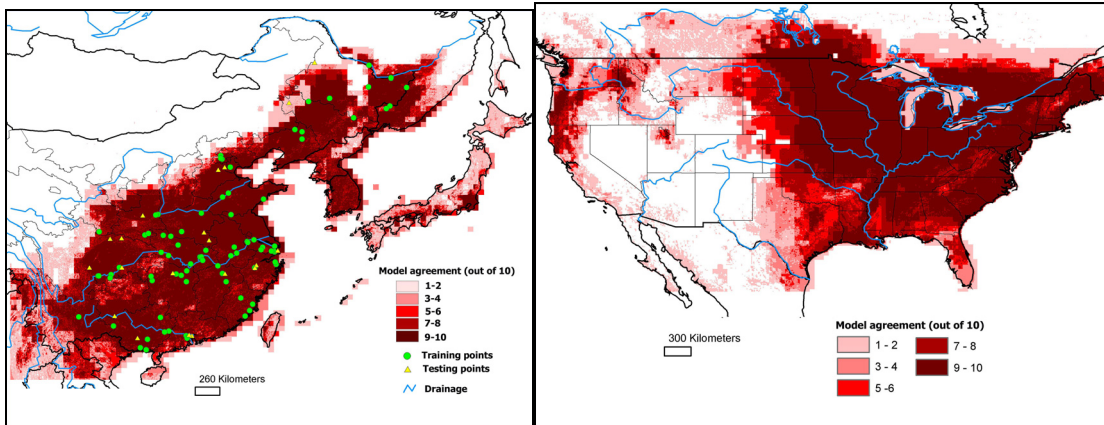 Model agreement (out of 10)
1-2
3-4
5-6
7-8
9-10
Training points
Testing points
Drainage
260 Kilometers
300 Kilometers
Model agreement (out of 10)
1 - 2
3 - 4
5 -6
7 - 8
9 - 10